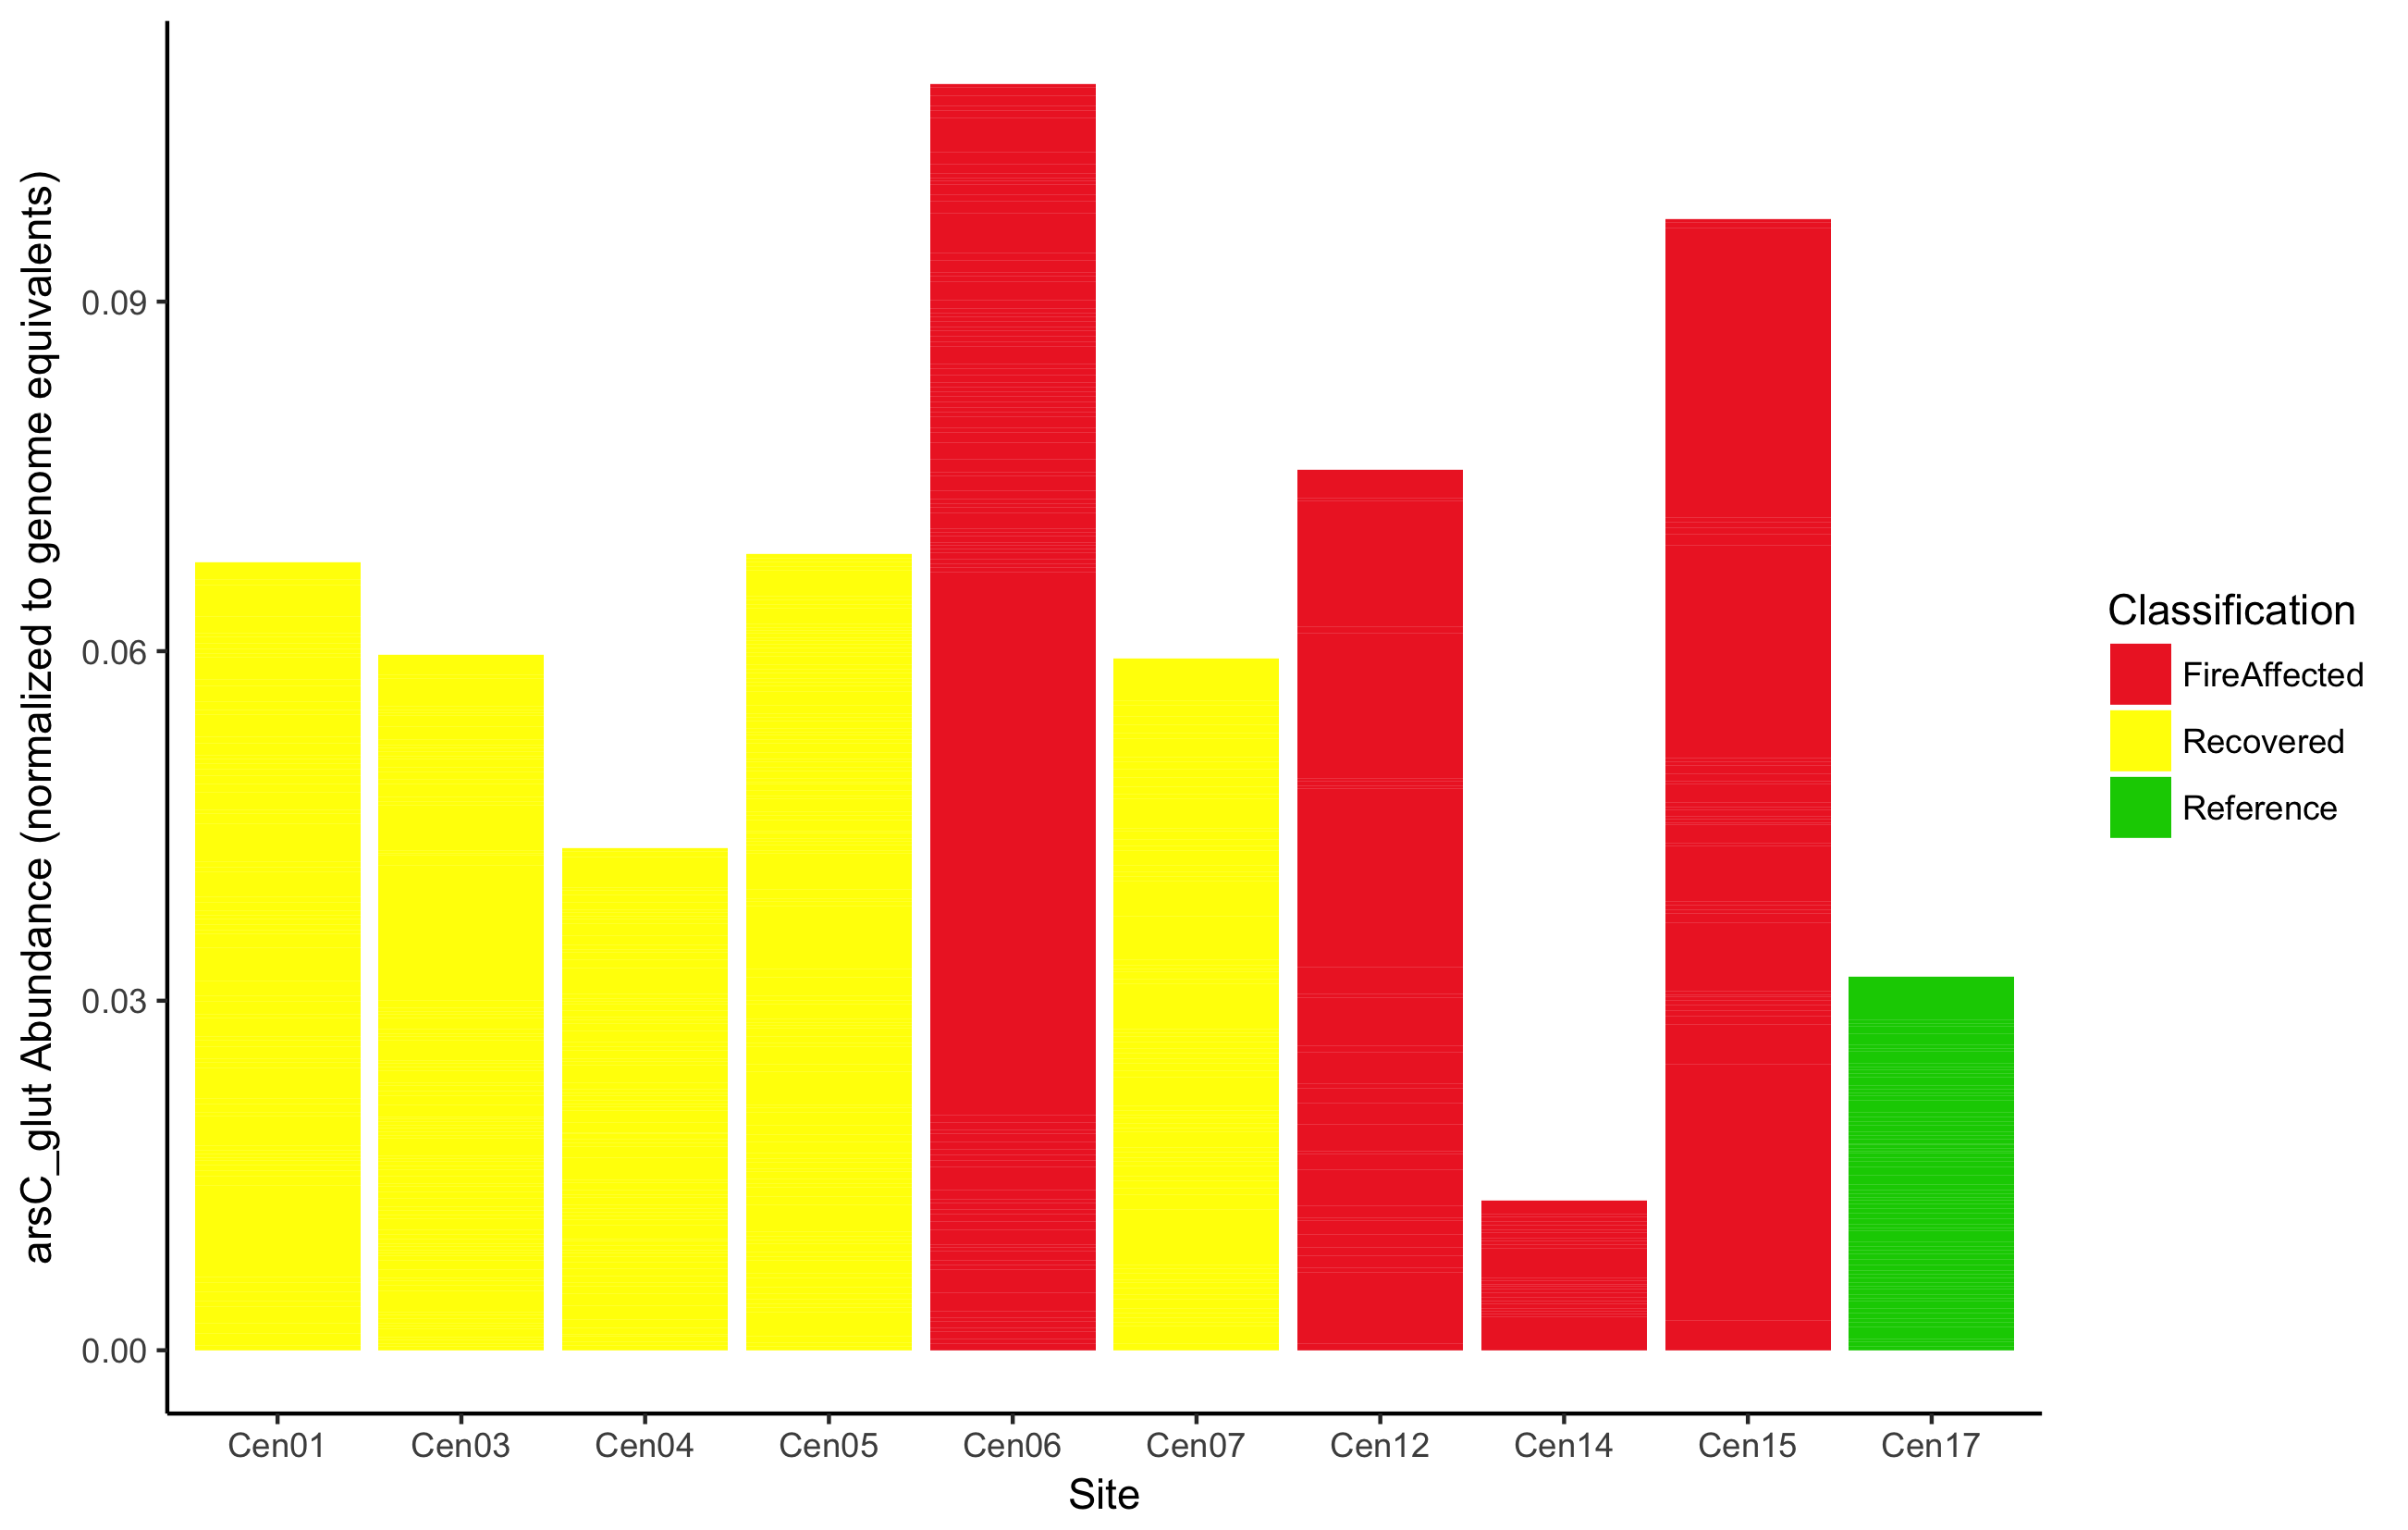 arsC_glut Abundance (normalized to genome equivalents)
0.09
0.06
0.03
0.00
Cen01 Cen03 Cen04 Cen05 Cen06 Cen07 Cen12 Cen14 Cen15 Cen17
Site
Classification
FireAffected
Recovered
Reference